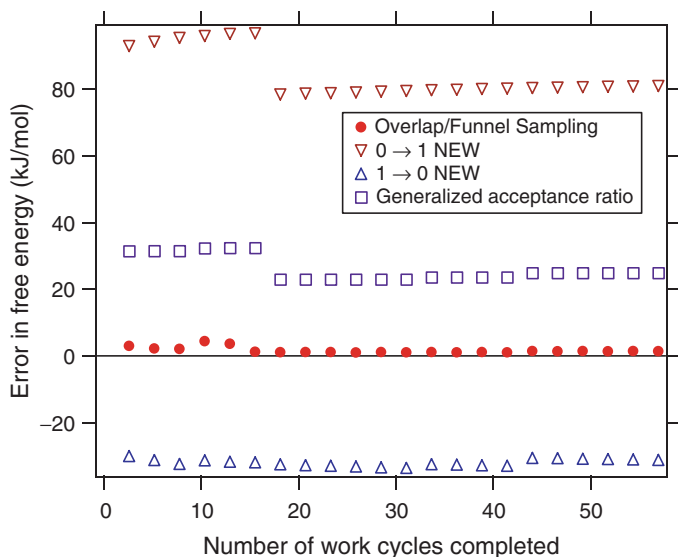 Error in free energy (kJ/mol)
80
60
40
20
0
−20
Overlap/Funnel Sampling
0 → 1 NEW
1 → 0 NEW
Generalized acceptance ratio
0 10 20 30 40 50
Number of work cycles completed